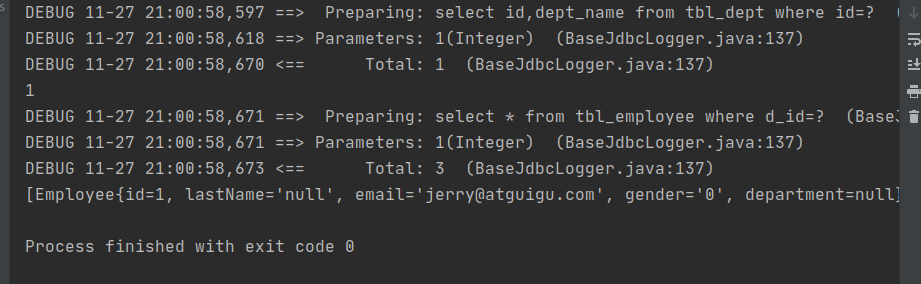 s
DEBUG 11-27 21:00:58,597 ==>  Preparing: select id,dept_name from tbl_dept where id=?  (
DEBUG 11-27 21:00:58,618 ==> Parameters: 1(Integer)  (BaseJdbcLogger.java:137)
DEBUG 11-27 21:00:58,670 <==      Total: 1  (BaseJdbcLogger.java:137)
1
DEBUG 11-27 21:00:58,671 ==>  Preparing: select * from tbl_employee where d_id=?  (BaseJ
DEBUG 11-27 21:00:58,671 ==> Parameters: 1(Integer)  (BaseJdbcLogger.java:137)
DEBUG 11-27 21:00:58,673 <==      Total: 3  (BaseJdbcLogger.java:137)
[Employee{id=1, lastName='null', email='jerry@atguigu.com', gender='0', department=null}
Process finished with exit code 0